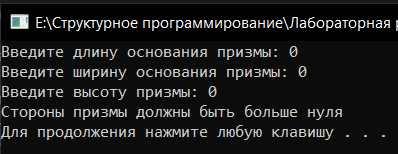 E:\Структурное программирование\Лабораторная
Введите длину основания призмы: 0
Введите ширину основания призмы: 0
Введите высоту призмы: 0
Стороны призмы должны быть больше нуля
Для продолжения нажмите любую клавишу . . .